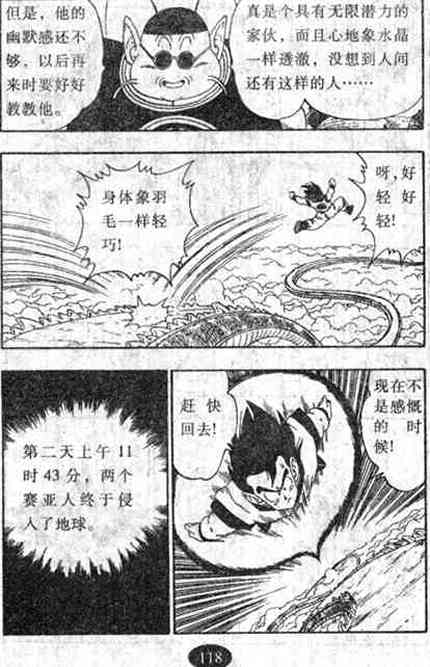 真是个具有无限潜力的
家伙，而且心地象水晶
一样透澈，没想到人间
还有这样的人……
但是，他的
幽默感还不
够，以后再
来时要好好
教教他。
呀，好
轻好
轻！
身体象羽
毛一样轻
巧！
现在不
是感慨
的时
候！
赶快
回去！
第二天上午11
时43分，两个
赛亚人终于侵
入了地球。
118